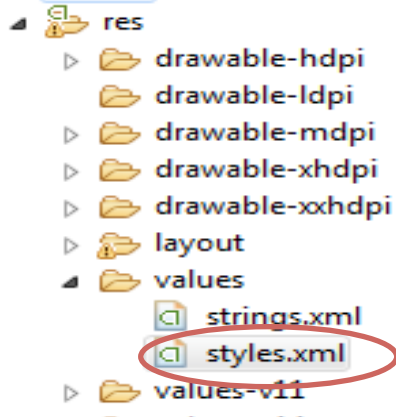 res
drawable-hdpi
drawable-ldpi
drawable-mdpi
drawable-xhdpi
drawable-xxhdpi
layout
values
strings.xml
styles.xml
values-v11